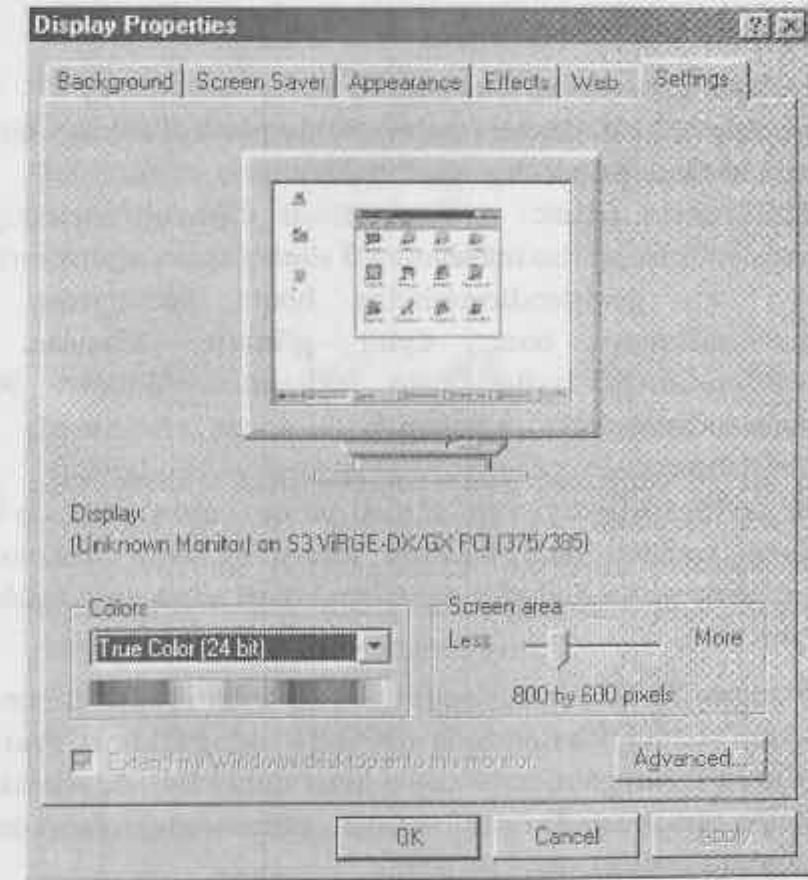 Display Properties
Background Screen Saver Appearance Effects Web Settings
Display:
(Unknown Monitor) on S3 ViRGE-DX/GX PCI (375/385)
Colors
True Color (24 bit)
Screen area
Less More
800 by 600 pixels
Extend my Windows desktop onto this monitor.
Advanced...
OK Cancel Apply